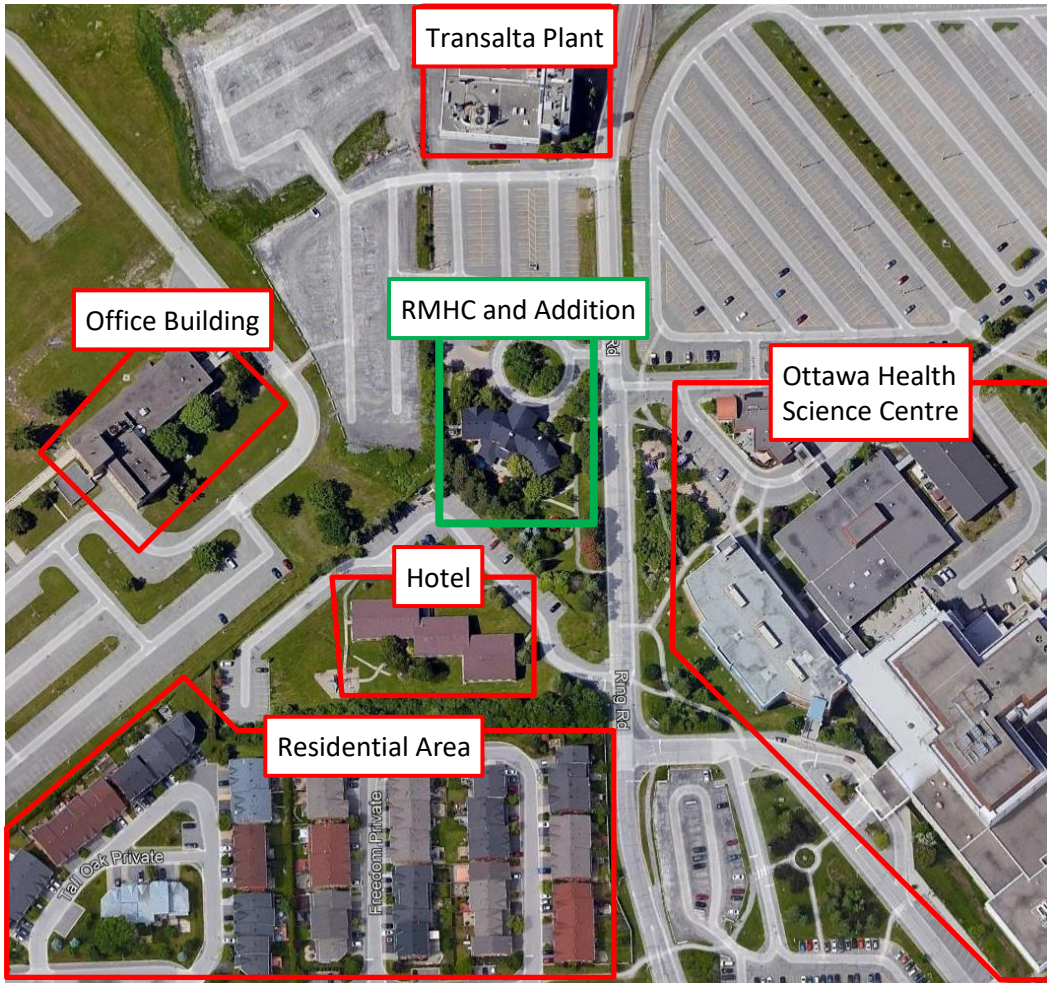 Transalta Plant
RMHC and Addition
Office Building
Rd
Ottawa Health
Science Centre
Hotel
Ring Rd
Residential Area
Tall Oak Private
Freedom Private